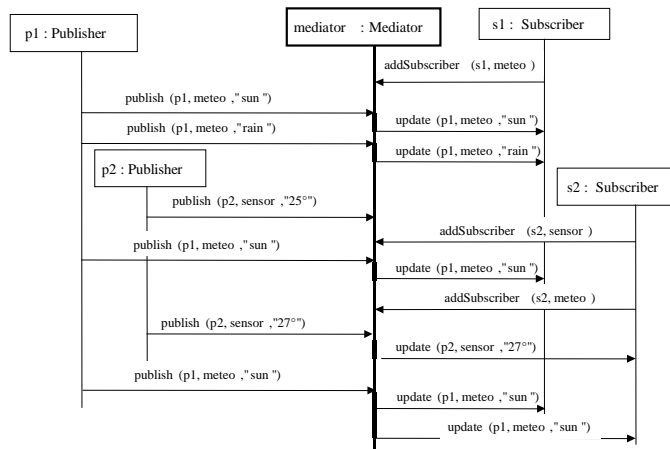 p1 : Publisher
mediator : Mediator
s1 : Subscriber
addSubscriber (s1, meteo )
publish (p1, meteo ,"sun ")
update (p1, meteo ,"sun ")
publish (p1, meteo ,"rain")
update (p1, meteo ,"rain ")
p2 : Publisher
s2 : Subscriber
publish (p2, sensor ,"25°")
addSubscriber (s2, sensor )
publish (p1, meteo ,"sun ")
update (p1, meteo ,"sun ")
addSubscriber (s2, meteo )
publish (p2, sensor ,"27°")
update (p2, sensor ,"27°")
publish (p1, meteo ,"sun ")
update (p1, meteo ,"sun ")
update (p1, meteo ,"sun ")